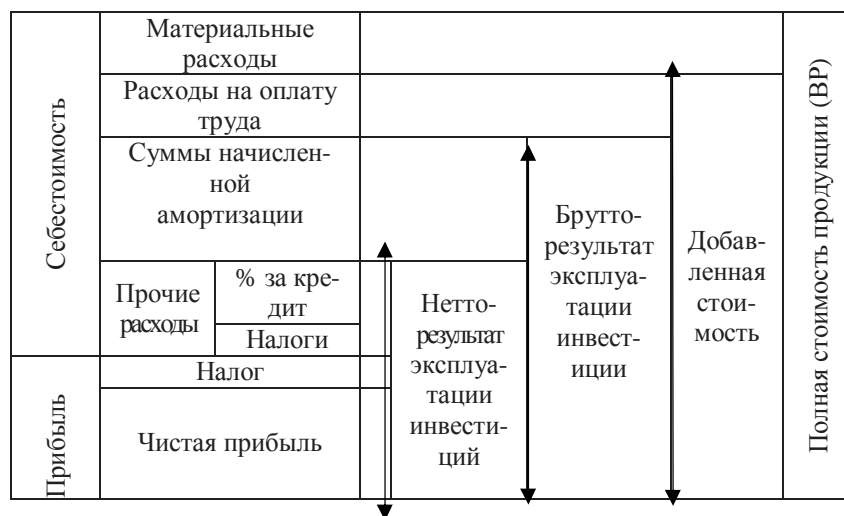 Себестоимость
Материальные
расходы
Расходы на оплату
труда
Суммы начислен-
ной
амортизации
Прочие
расходы
% за кре-
дит
Налоги
Прибыль
Налог
Чистая прибыль
Нетто-
результат
эксплуа-
тации
инвести-
ций
Брутто-
результат
эксплуа-
тации
инвест-
иции
Добав-
ленная
стои-
мость
Полная стоимость продукции (ВР)